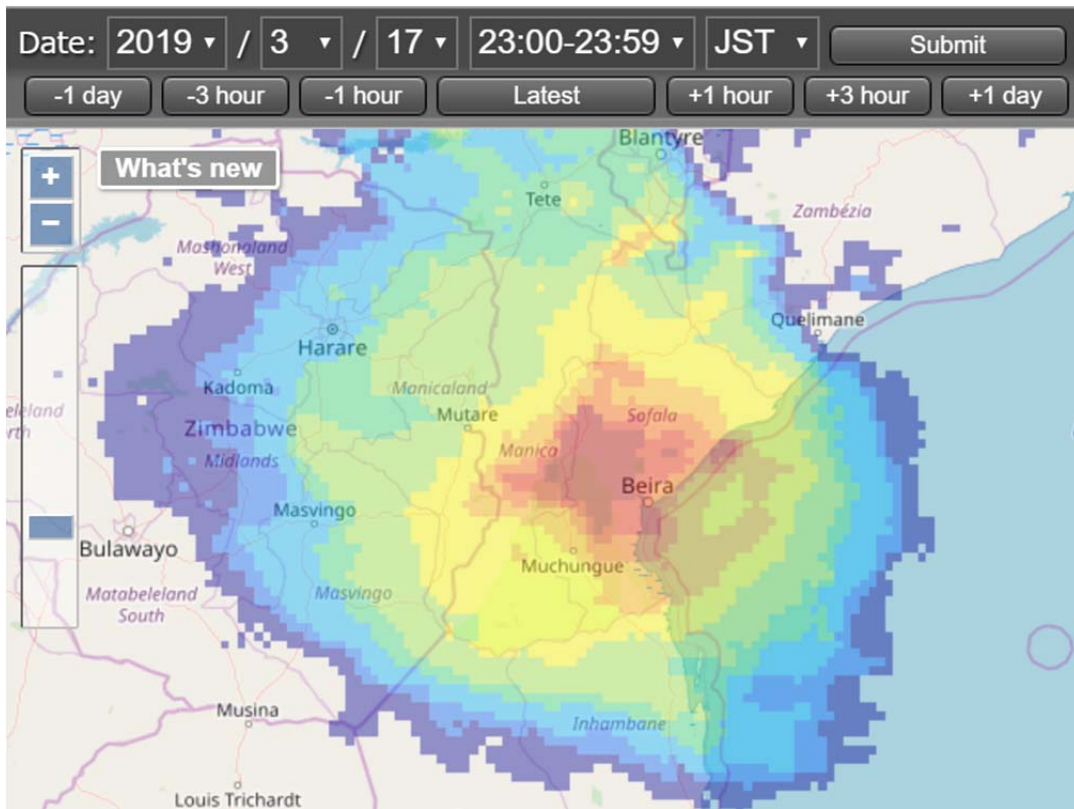 Date: 2019 / 3 / 17 23:00-23:59 JST Submit
-1 day -3 hour -1 hour Latest +1 hour +3 hour +1 day
+ What's new
−
Blantyre
Tete
Zambézia
Mashonaland
West
Quelimane
Harare
Kadoma
Manicaland
Mutare
Sofala
Zimbabwe
Manica
Midlands
Beira
Masvingo
Bulawayo
Muchungue
Matabeleland
South
Masvingo
Musina
Inhambane
Louis Trichardt